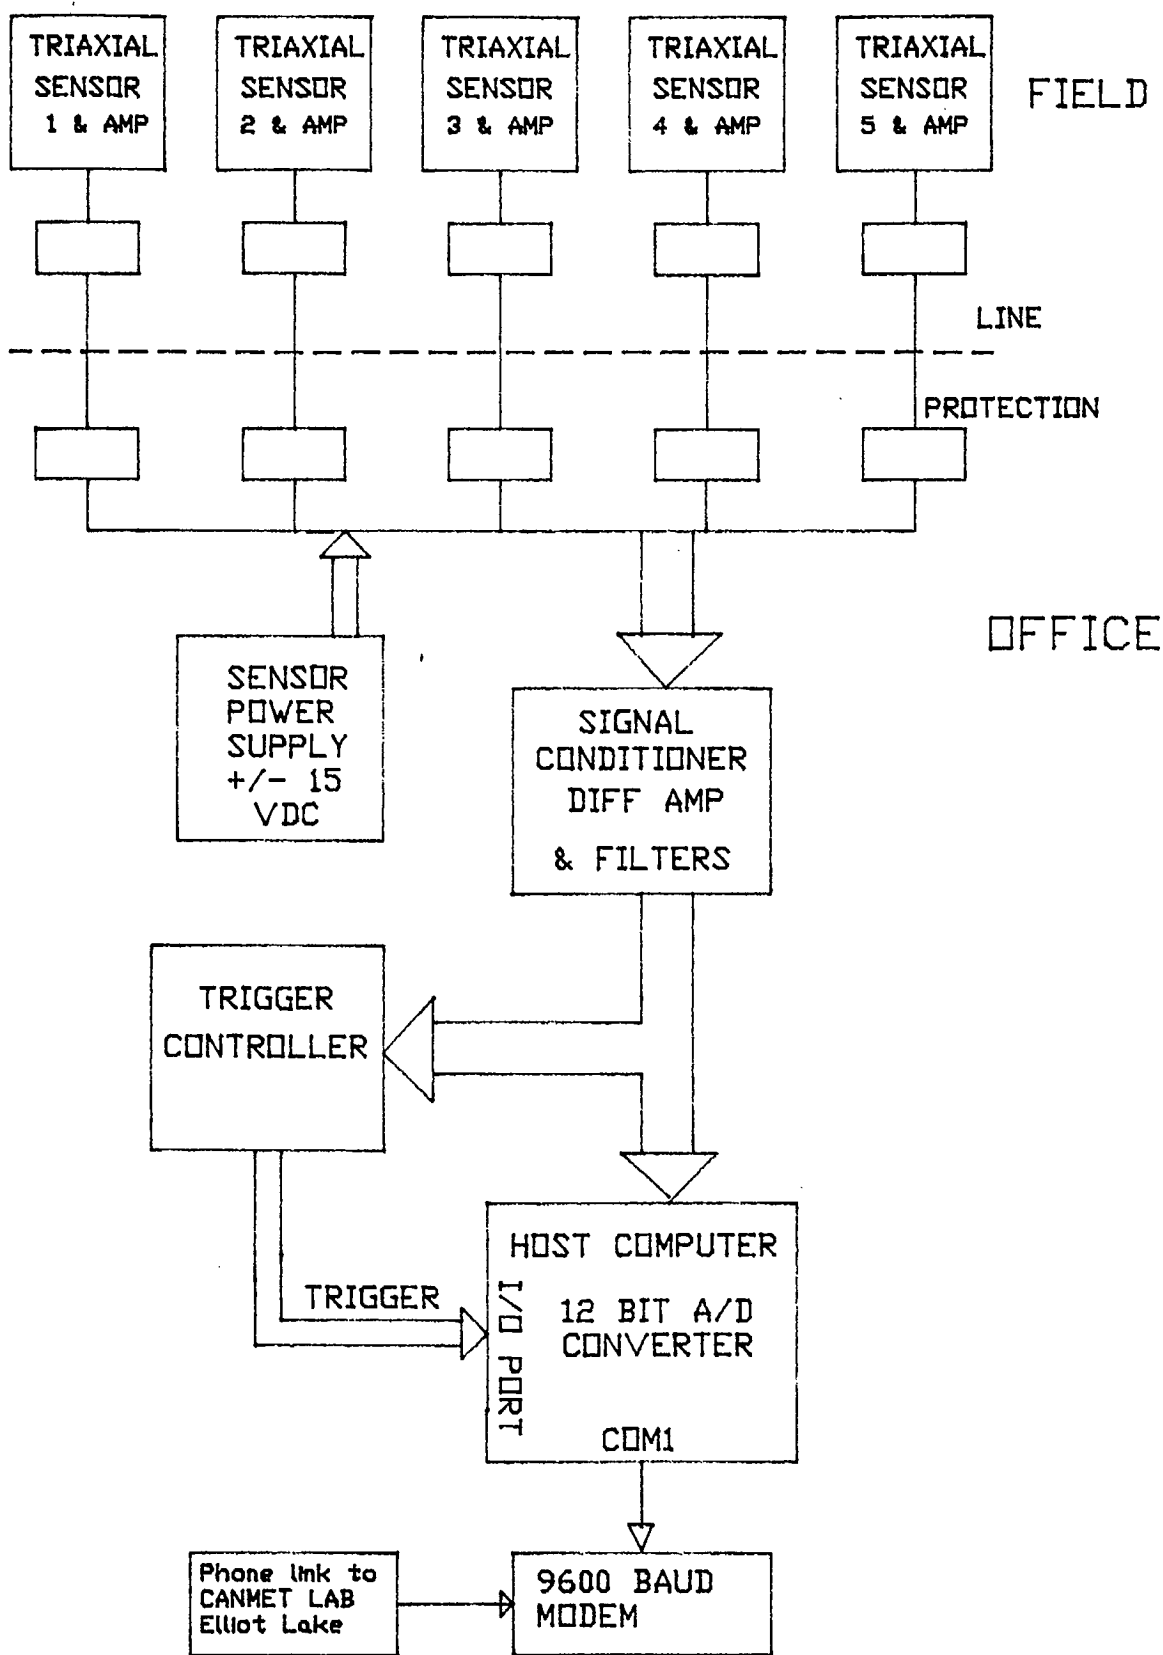 TRIAXIAL
SENSOR
1 & AMP
TRIAXIAL
SENSOR
2 & AMP
TRIAXIAL
SENSOR
3 & AMP
TRIAXIAL
SENSOR
4 & AMP
TRIAXIAL
SENSOR
5 & AMP
FIELD
LINE
PROTECTION
OFFICE
SENSOR
POWER
SUPPLY
+/- 15
VDC
SIGNAL
CONDITIONER
DIFF AMP
& FILTERS
TRIGGER
CONTROLLER
TRIGGER
HOST COMPUTER
I/O PORT
12 BIT A/D
CONVERTER
COM1
Phone link to
CANMET LAB
Elliot Lake
9600 BAUD
MODEM